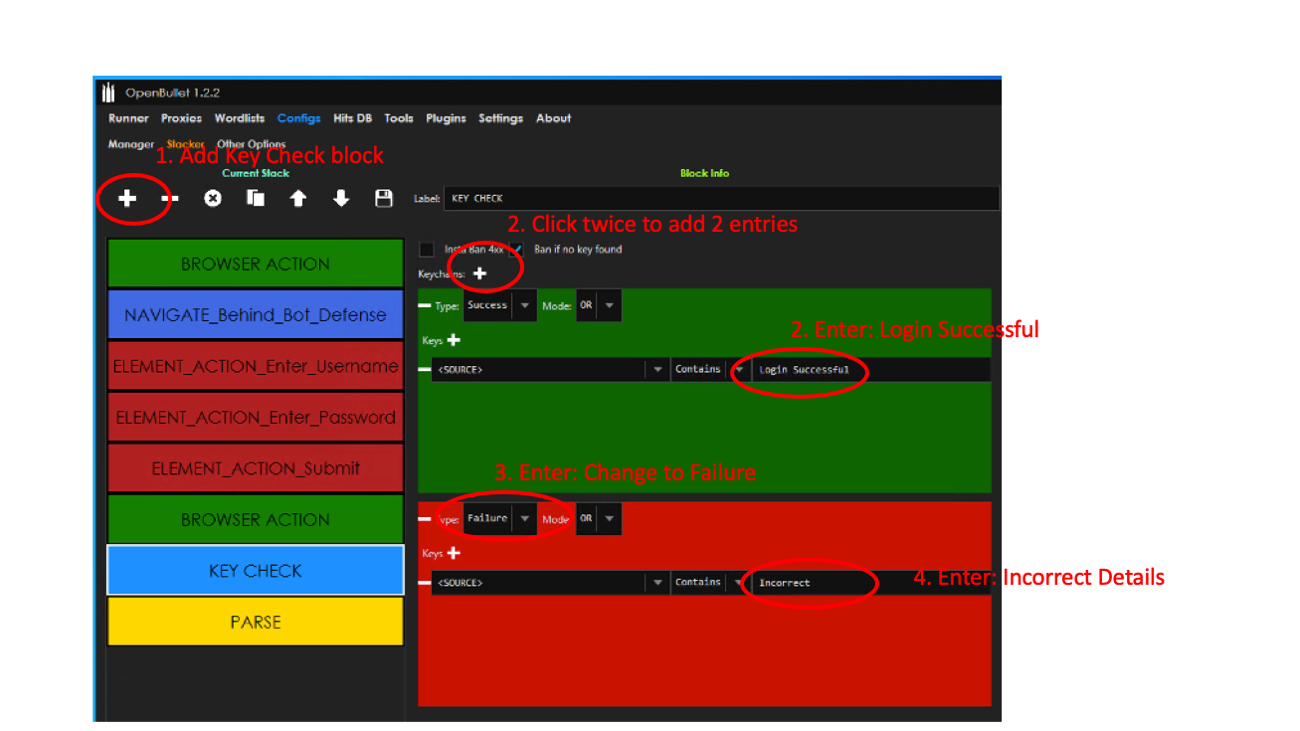 OpenBullet 1.2.2
Runner Proxies Wordlists Configs Hits DB Tools Plugins Settings About
Manager Stacker Other Options
1. Add Key Check block
Current Stack
Block Info
Label: KEY CHECK
2. Click twice to add 2 entries
Insta Ban 4xx Ban if no key found
Keychains:
BROWSER ACTION
NAVIGATE_Behind_Bot_Defense
ELEMENT_ACTION_Enter_Username
ELEMENT_ACTION_Enter_Password
ELEMENT_ACTION_Submit
BROWSER ACTION
KEY CHECK
PARSE
Type: Success Mode: OR
2. Enter: Login Successful
Keys
<SOURCE> Contains Login Successful
3. Enter: Change to Failure
Type: Failure Mode OR
Keys
<SOURCE> Contains Incorrect
4. Enter: Incorrect Details